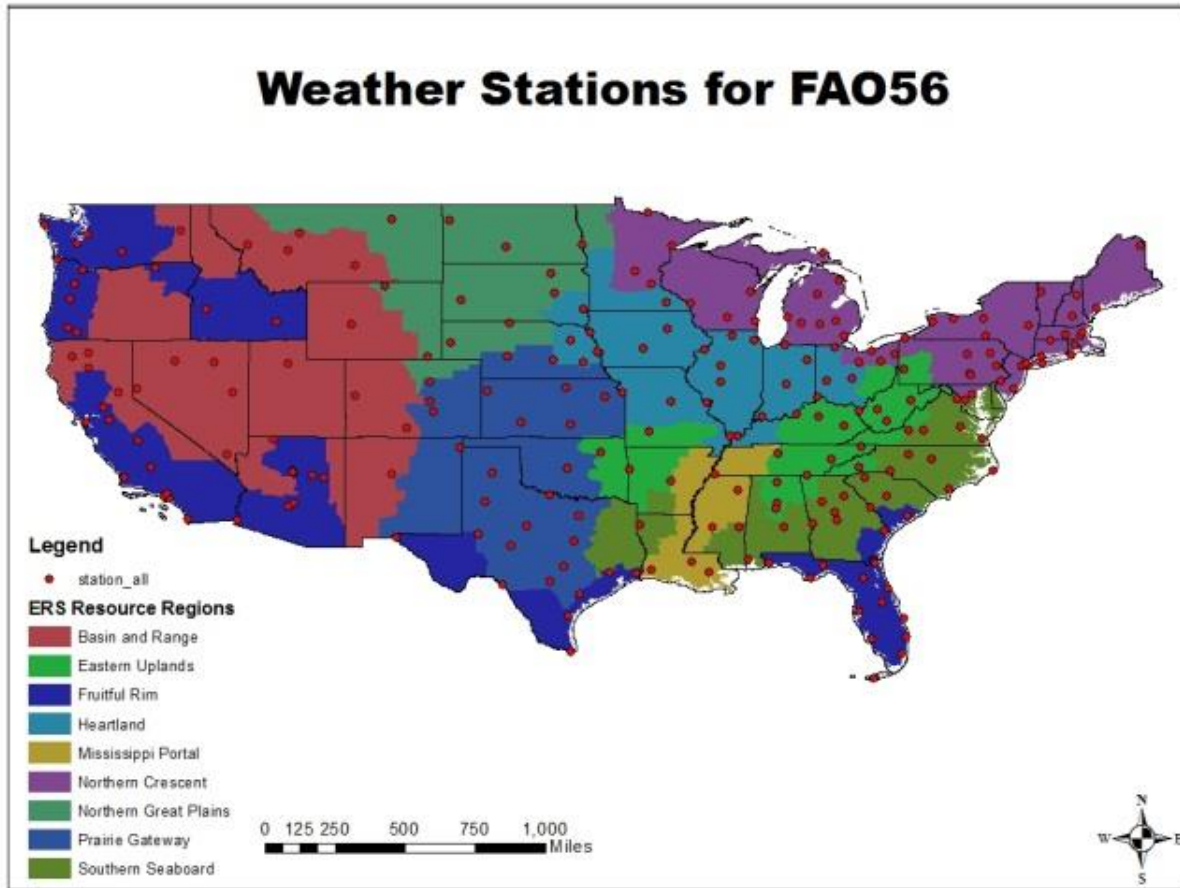 Weather Stations for FAO56
Legend
station_all
ERS Resource Regions
Basin and Range
Eastern Uplands
Fruitful Rim
Heartland
Mississippi Portal
Northern Crescent
Northern Great Plains
Prairie Gateway
Southern Seaboard
0 125 250 500 750 1,000
Miles
N
W E
S